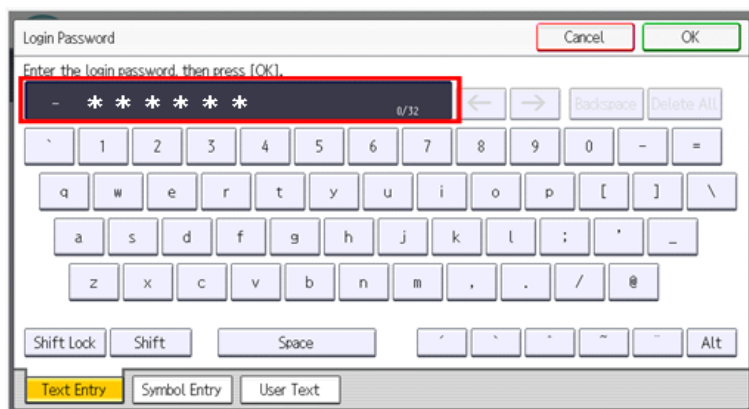 Login Password Cancel OK
Enter the login password, then press [OK].
- ****** 0/32 ← → Backspace Delete All
` 1 2 3 4 5 6 7 8 9 0 - =
q w e r t y u i o p [ ] \
a s d f g h j k l ; ' _
z x c v b n m , . / @
Shift Lock Shift Space ´ ` ^ ~ ¨ Alt
Text Entry Symbol Entry User Text